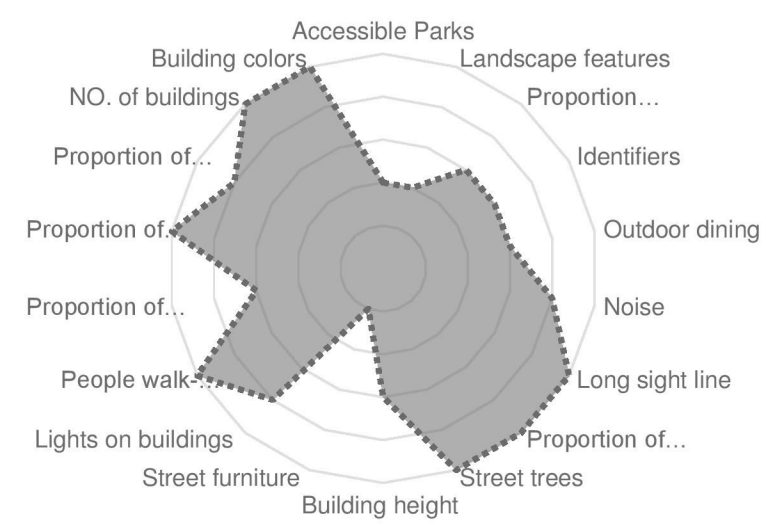 Accessible Parks
Building colors
Landscape features
NO. of buildings
Proportion...
Proportion of...
Identifiers
Proportion of...
Outdoor dining
Proportion of...
Noise
People walk-...
Long sight line
Lights on buildings
Proportion of...
Street furniture
Street trees
Building height